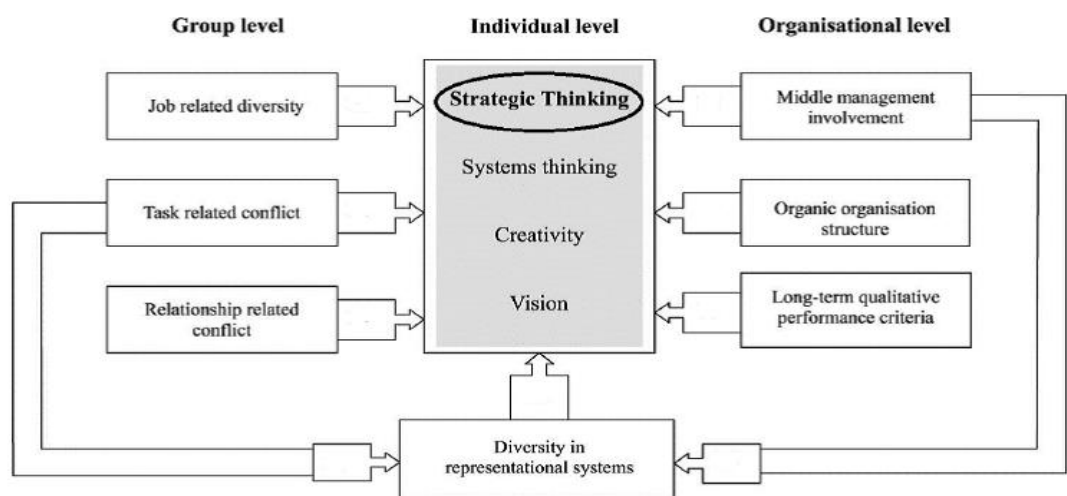 Group level
Individual level
Organisational level
Job related diversity
Strategic Thinking
Middle management
involvement
Systems thinking
Task related conflict
Organic organisation
structure
Creativity
Relationship related
conflict
Vision
Long-term qualitative
performance criteria
Diversity in
representational systems